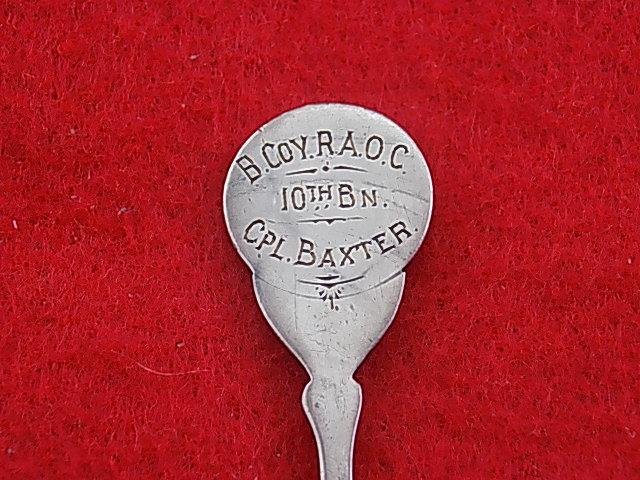 B. COY. R.A.O.C.
10TH BN.
CPL. BAXTER.